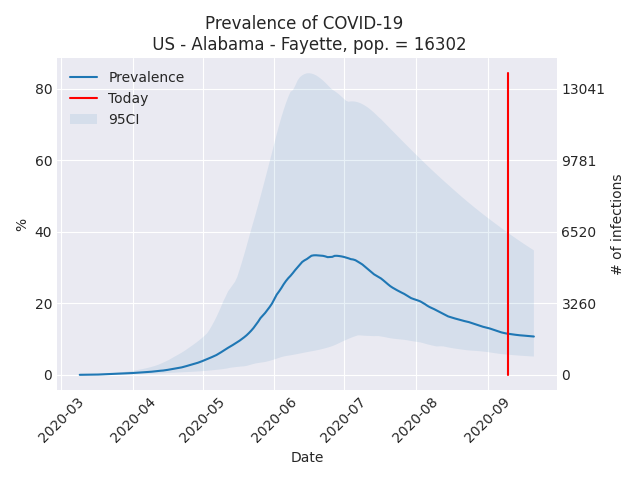 Prevalence of COVID-19
US - Alabama - Fayette, pop. = 16302
Prevalence
Today
95CI
80
60
40
20
0
%
13041
9781
6520
3260
0
# of infections
2020-03
2020-04
2020-05
2020-06
2020-07
2020-08
2020-09
Date